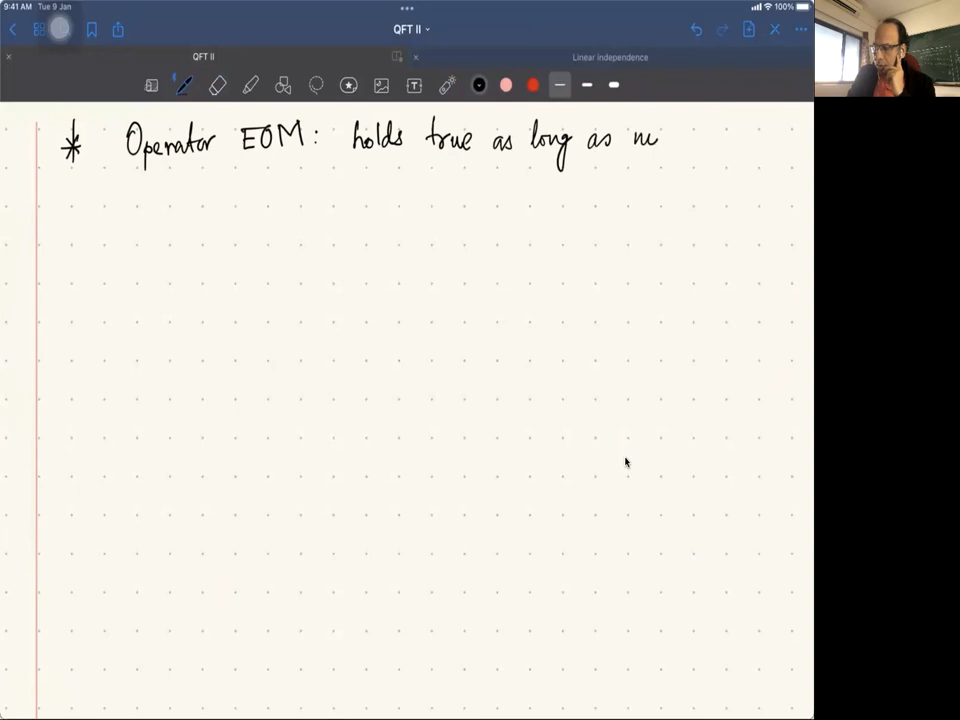 9:41 AM Tue 9 Jan
100%
QFT II
QFT II
Linear independence
* Operator EOM: holds true as long as